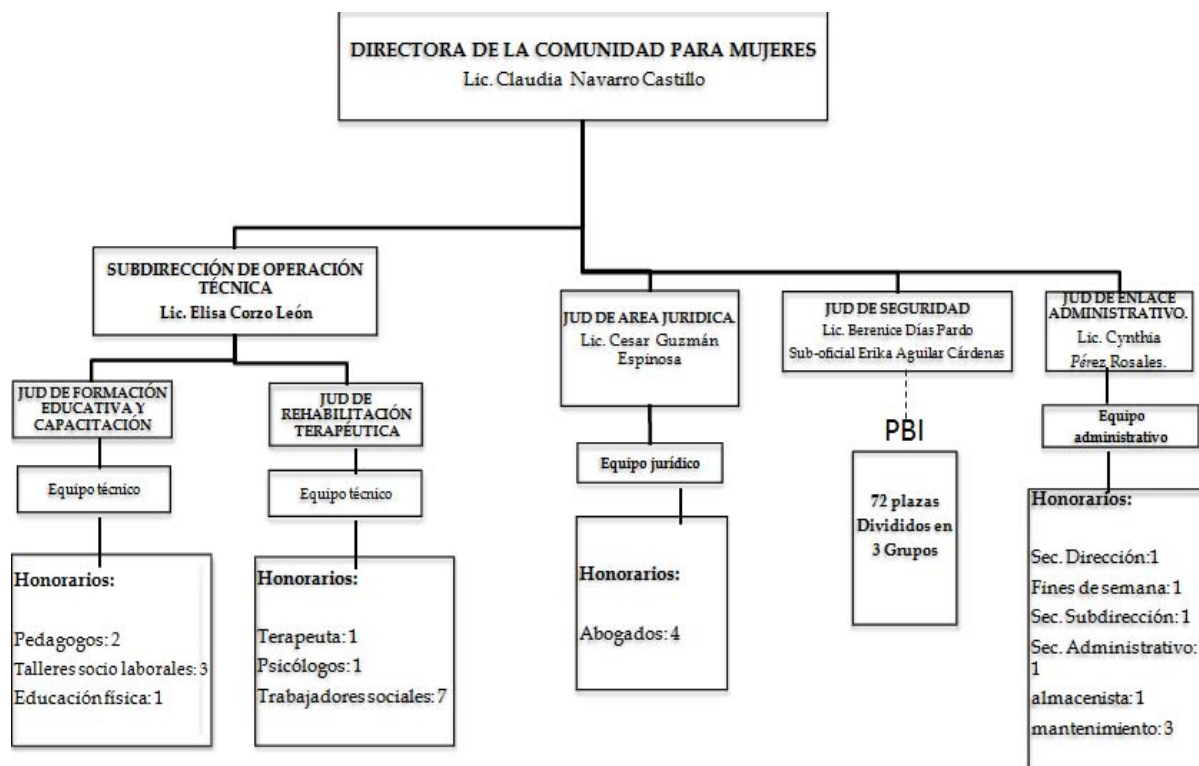 DIRECTORA DE LA COMUNIDAD PARA MUJERES
Lic. Claudia Navarro Castillo
SUBDIRECCIÓN DE OPERACIÓN
TÉCNICA
Lic. Elisa Corzo León
JUD DE AREA JURIDICA.
Lic. Cesar Guzmán
Espinosa
JUD DE SEGURIDAD
Lic. Berenice Días Pardo
Sub-oficial Erika Aguilar Cárdenas
JUD DE ENLACE
ADMINISTRATIVO.
Lic. Cynthia
Pérez Rosales.
JUD DE FORMACIÓN
EDUCATIVA Y
CAPACITACIÓN
JUD DE
REHABILITACIÓN
TERAPÉUTICA
Equipo técnico
Equipo técnico
Equipo jurídico
PBI
Equipo
administrativo
Honorarios:
Pedagogos: 2
Talleres socio laborales: 3
Educación física: 1
Honorarios:
Terapeuta: 1
Psicólogos: 1
Trabajadores sociales: 7
Honorarios:
Abogados: 4
72 plazas
Divididos en
3 Grupos
Honorarios:
Sec. Dirección: 1
Fines de semana: 1
Sec. Subdirección: 1
Sec. Administrativo:
1
almacenista: 1
mantenimiento: 3